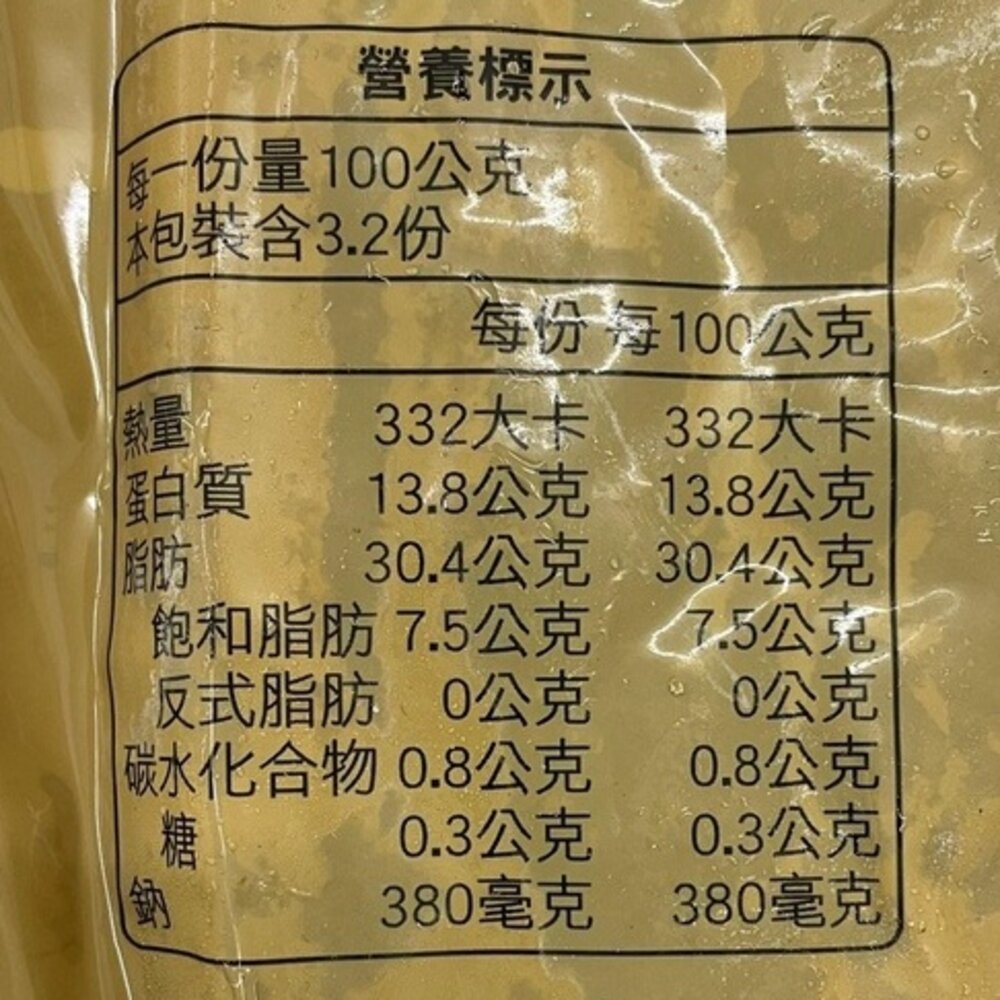 營養標示
每一份量100公克
本包裝含3.2份
每份 每100公克
熱量 332大卡 332大卡
蛋白質 13.8公克 13.8公克
脂肪 30.4公克 30.4公克
飽和脂肪 7.5公克 7.5公克
反式脂肪 0公克 0公克
碳水化合物 0.8公克 0.8公克
糖 0.3公克 0.3公克
鈉 380毫克 380毫克